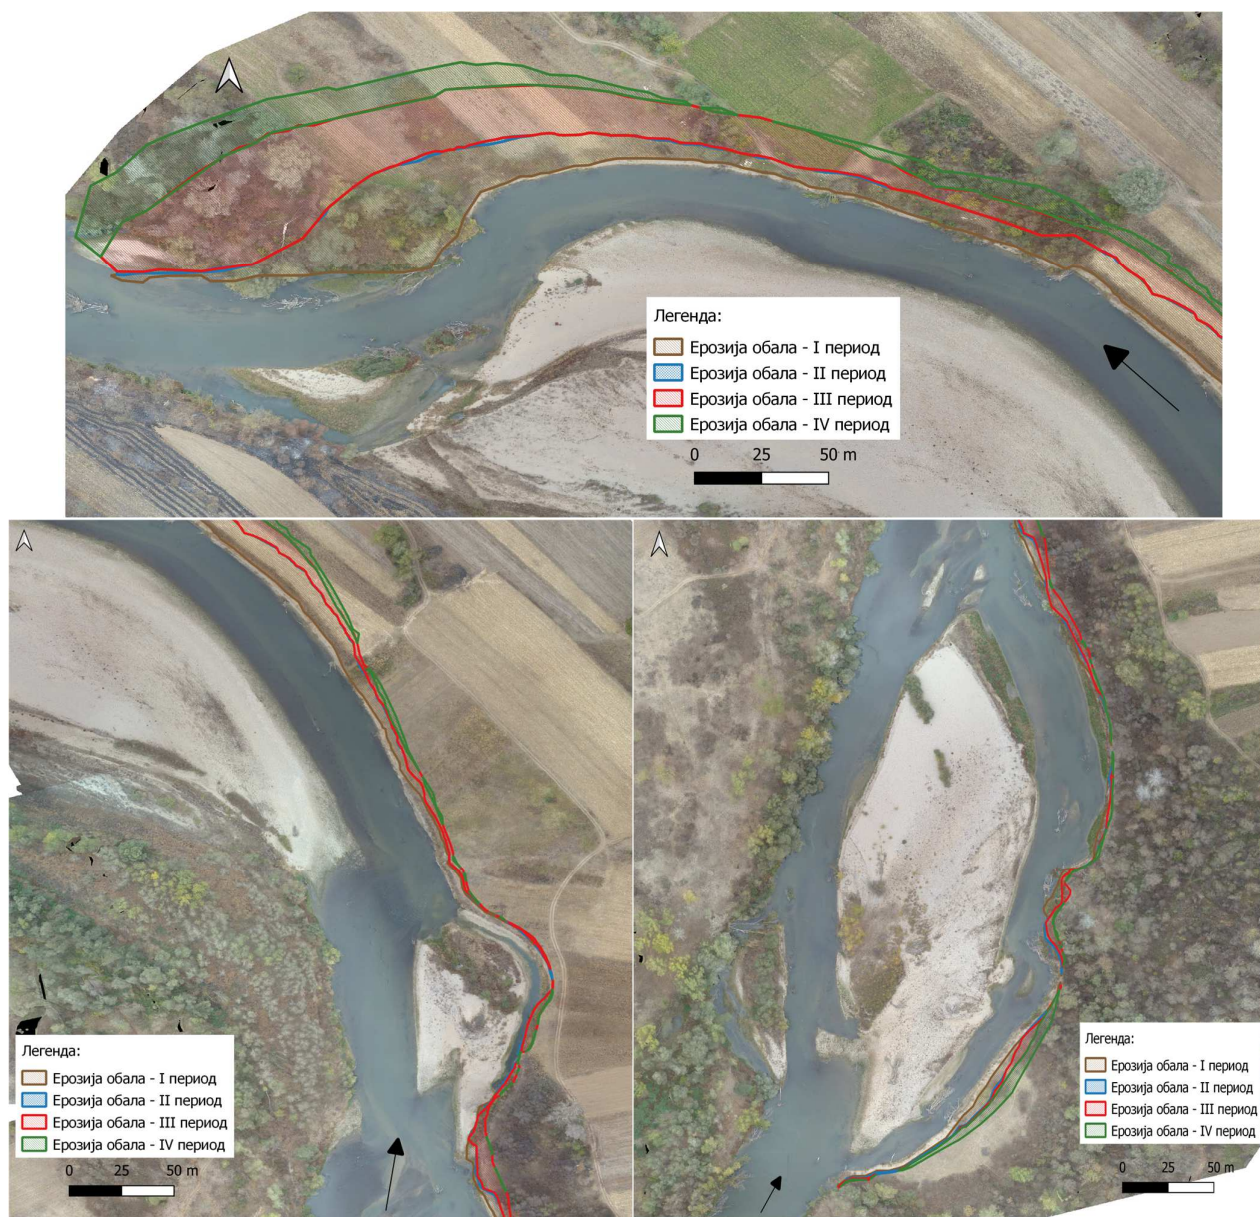 Легенда:
Ерозија обала - I период
Ерозија обала - II период
Ерозија обала - III период
Ерозија обала - IV период
0 25 50 m
Легенда:
Ерозија обала - I период
Ерозија обала - II период
Ерозија обала - III период
Ерозија обала - IV период
0 25 50 m
Легенда:
Ерозија обала - I период
Ерозија обала - II период
Ерозија обала - III период
Ерозија обала - IV период
0 25 50 m